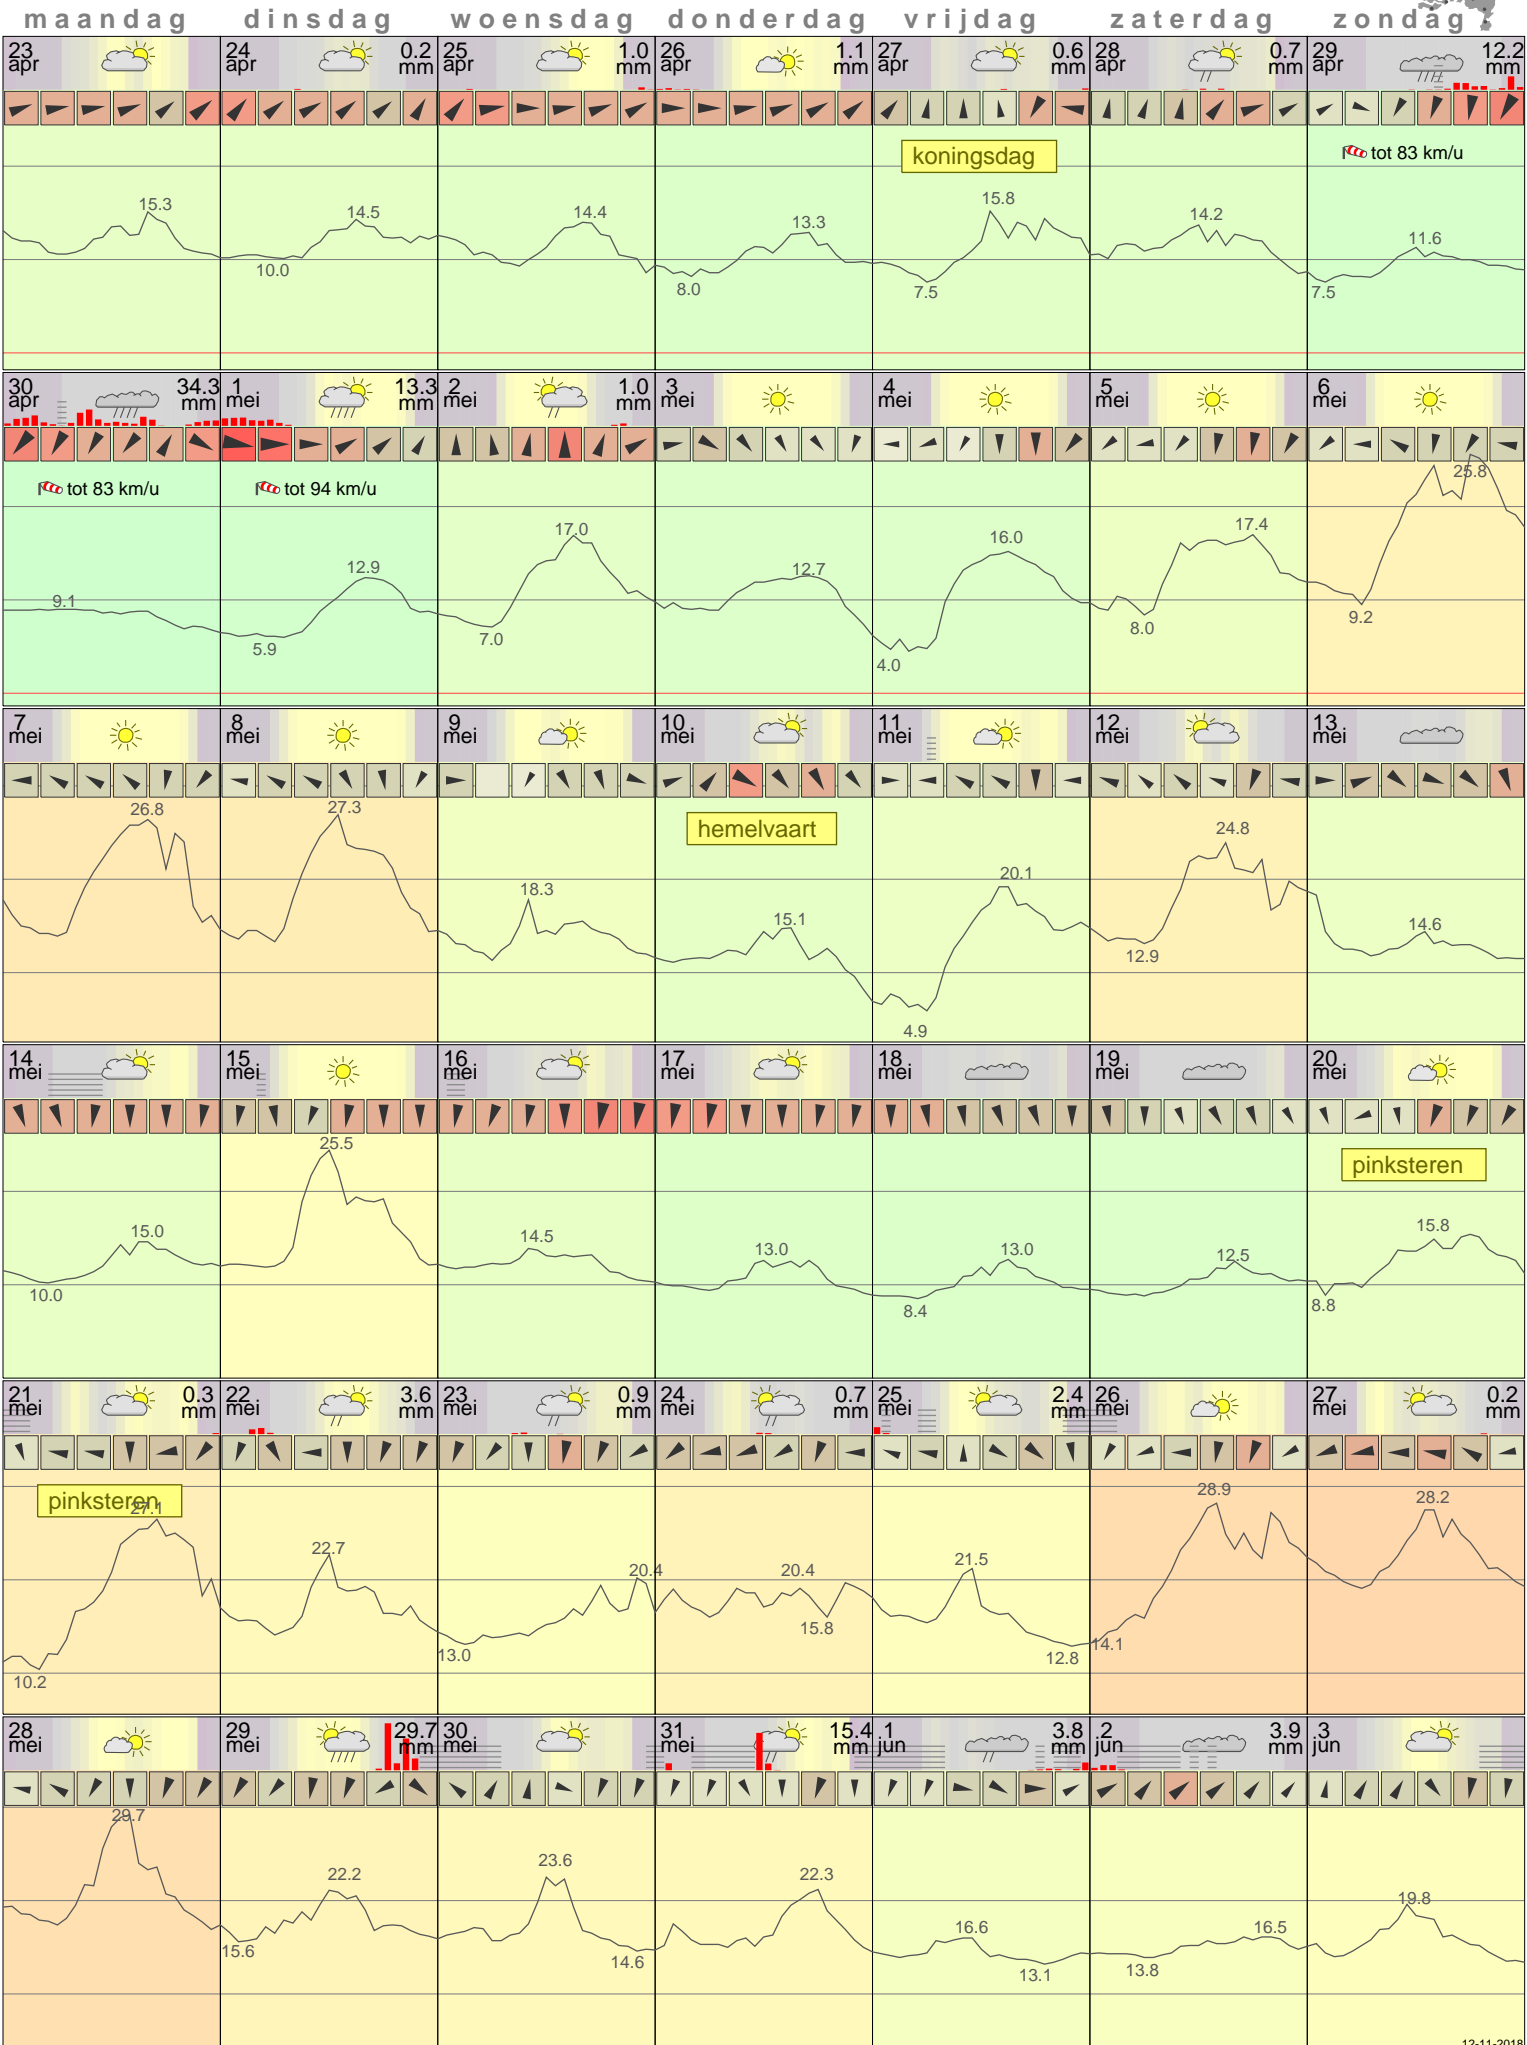 maandag dinsdag woensdag donderdag vrijdag zaterdag zondag
23 24 0.2 25 1.0 26 1.1 27 0.6 28 0.7 29 12.2
apr apr mm apr mm apr mm apr mm apr mm apr mm
koningsdag tot 83 km/u
15.3 14.5 14.4 13.3 15.8 14.2 11.6
10.0 8.0 7.5 7.5
30 34.3 1 13.3 2 1.0 3 4 5 6
apr mm mei mm mei mm mei mei mei mei
tot 83 km/u tot 94 km/u 25.8
9.1 12.9 17.0 12.7 16.0 17.4
5.9 7.0 4.0 8.0 9.2
7 8 9 10 11 12 13
mei mei mei mei mei mei mei
26.8 27.3 hemelvaart 24.8
18.3 15.1 20.1 14.6
4.9 12.9
14 15 16 17 18 19 20
mei mei mei mei mei mei mei
25.5 pinksteren
15.0 14.5 13.0 13.0 12.5 15.8
10.0 8.4 8.8
21 0.3 22 3.6 23 0.9 24 0.7 25 2.4 26 27 0.2
mei mm mei mm mei mm mei mm mei mm mei mei mm
pinksteren 27.1 28.9 28.2
22.7 20.4 20.4 21.5
10.2 13.0 15.8 12.8 14.1
28 29 29.7 30 31 15.4 1 3.8 2 3.9 3
mei mei mm mei mei mm jun mm jun mm jun
29.7 22.2 23.6 22.3 16.6 16.5 19.8
15.6 14.6 13.1 13.8
12-11-2018